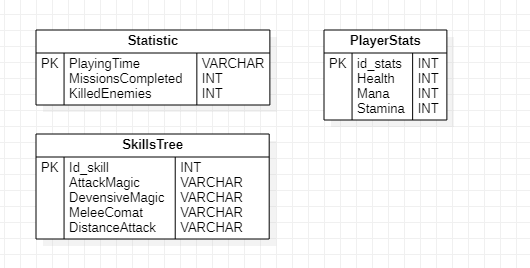 Statistic
PK PlayingTime VARCHAR
MissionsCompleted INT
KilledEnemies INT
PlayerStats
PK id_stats INT
Health INT
Mana INT
Stamina INT
SkillsTree
PK Id_skill INT
AttackMagic VARCHAR
DevensiveMagic VARCHAR
MeleeComat VARCHAR
DistanceAttack VARCHAR